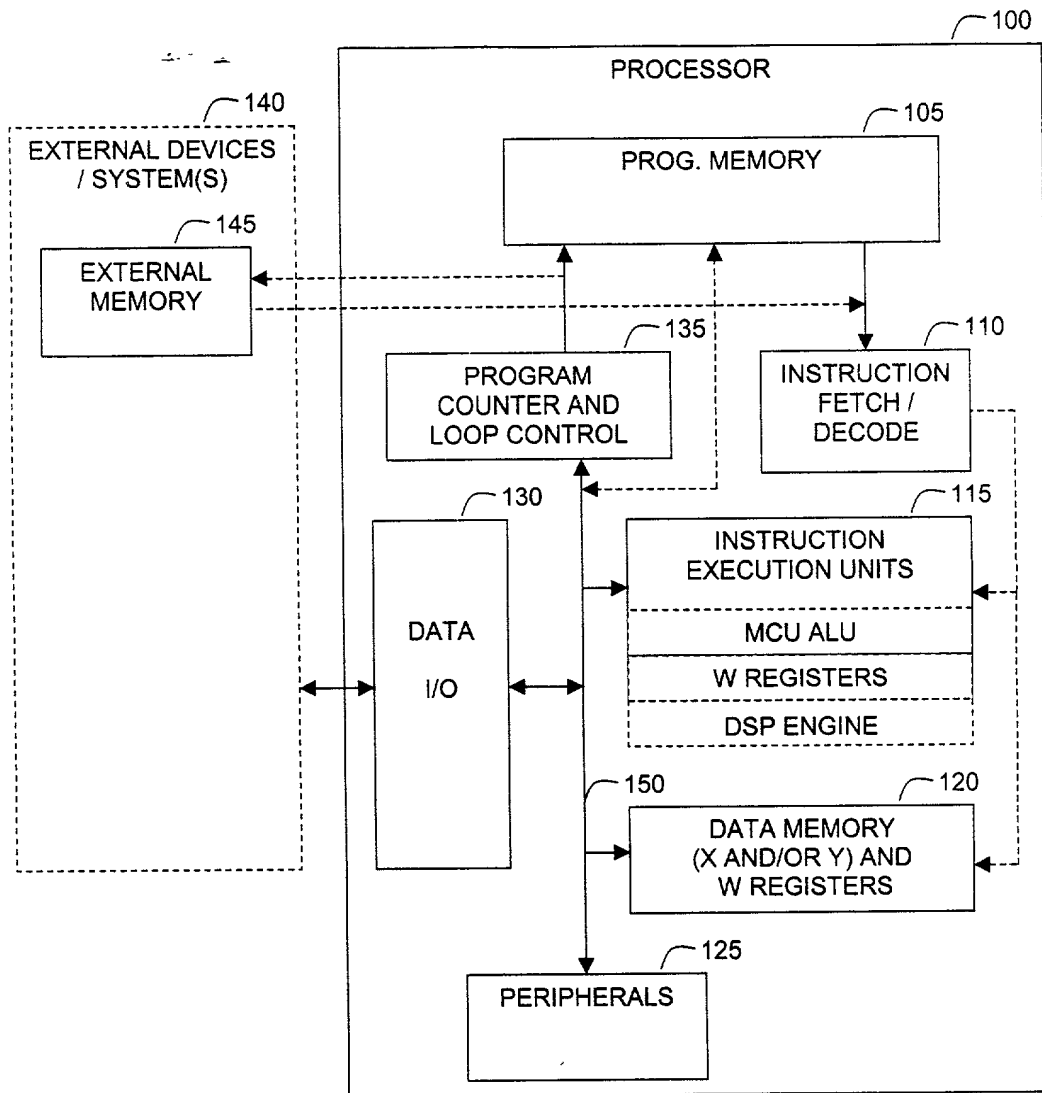 100
PROCESSOR
140
EXTERNAL DEVICES
/ SYSTEM(S)
105
PROG. MEMORY
145
EXTERNAL
MEMORY
135
PROGRAM
COUNTER AND
LOOP CONTROL
110
INSTRUCTION
FETCH /
DECODE
130
DATA
I/O
115
INSTRUCTION
EXECUTION UNITS
MCU ALU
W REGISTERS
DSP ENGINE
150
120
DATA MEMORY
(X AND/OR Y) AND
W REGISTERS
125
PERIPHERALS